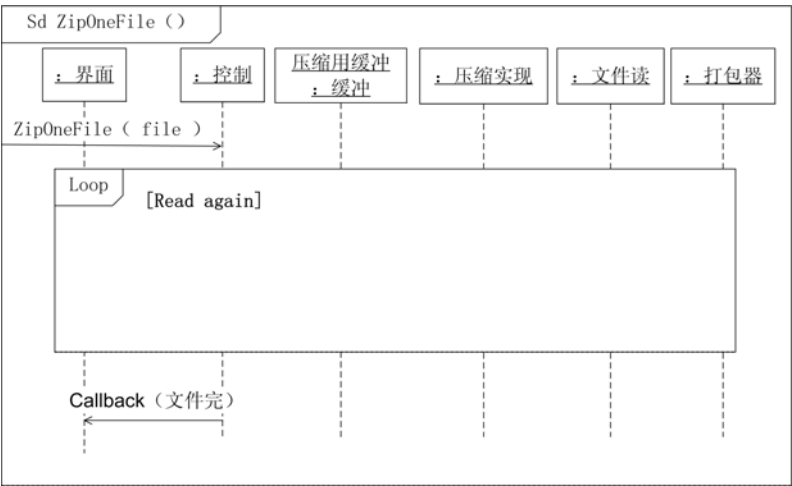 Sd ZipOneFile（）
：界面
：控制
压缩用缓冲
：缓冲
：压缩实现
：文件读
：打包器
ZipOneFile（ file ）
Loop
[Read again]
Callback（文件完）